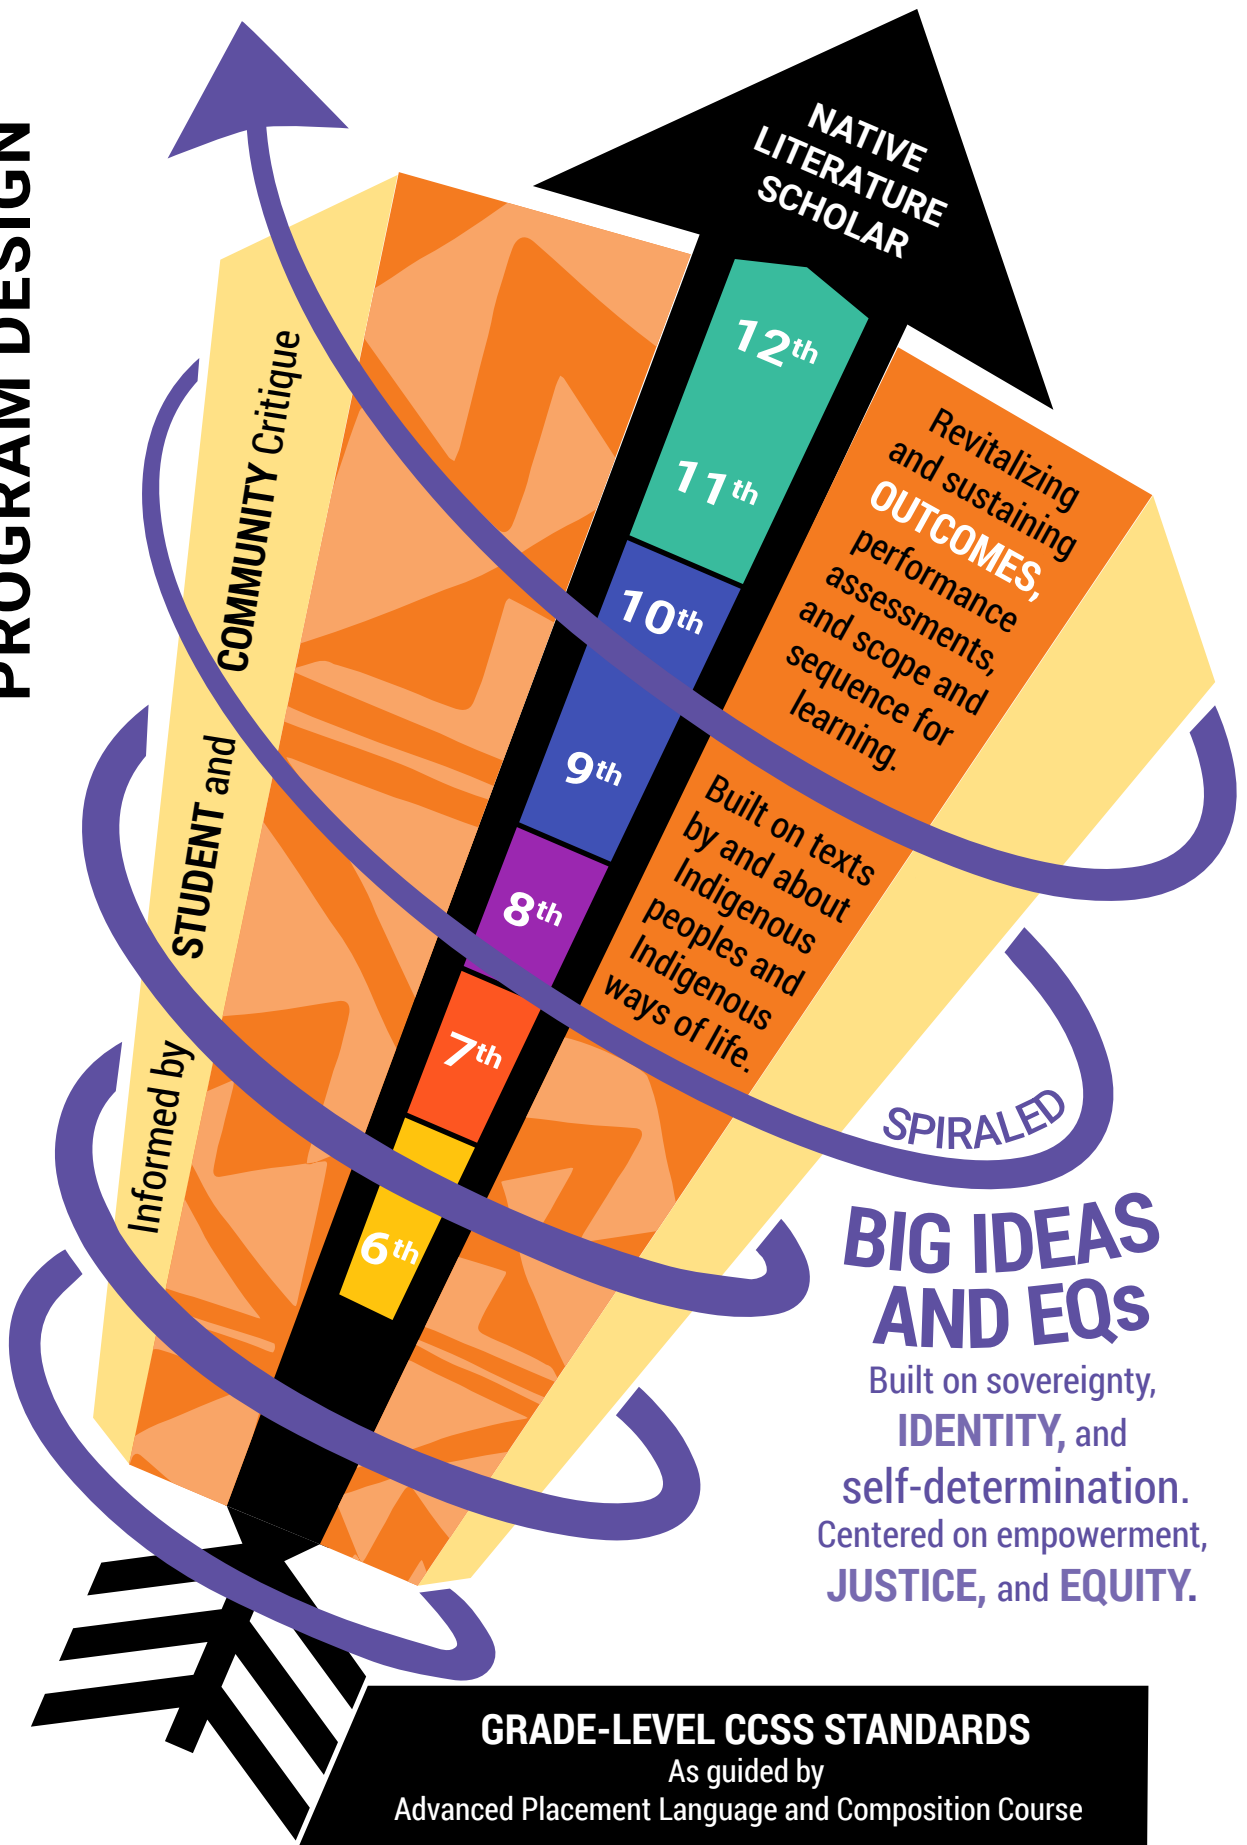 PROGRAM DESIGN
NATIVE
LITERATURE
SCHOLAR
12th
11th
10th
9th
8th
7th
6th
Informed by STUDENT and COMMUNITY Critique
Revitalizing
and sustaining
OUTCOMES,
performance
assessments,
and scope and
sequence for
learning.
Built on texts
by and about
Indigenous
peoples and
Indigenous
ways of life.
SPIRALED
BIG IDEAS
AND EQs
Built on sovereignty,
IDENTITY, and
self-determination.
Centered on empowerment,
JUSTICE, and EQUITY.
GRADE-LEVEL CCSS STANDARDS
As guided by
Advanced Placement Language and Composition Course